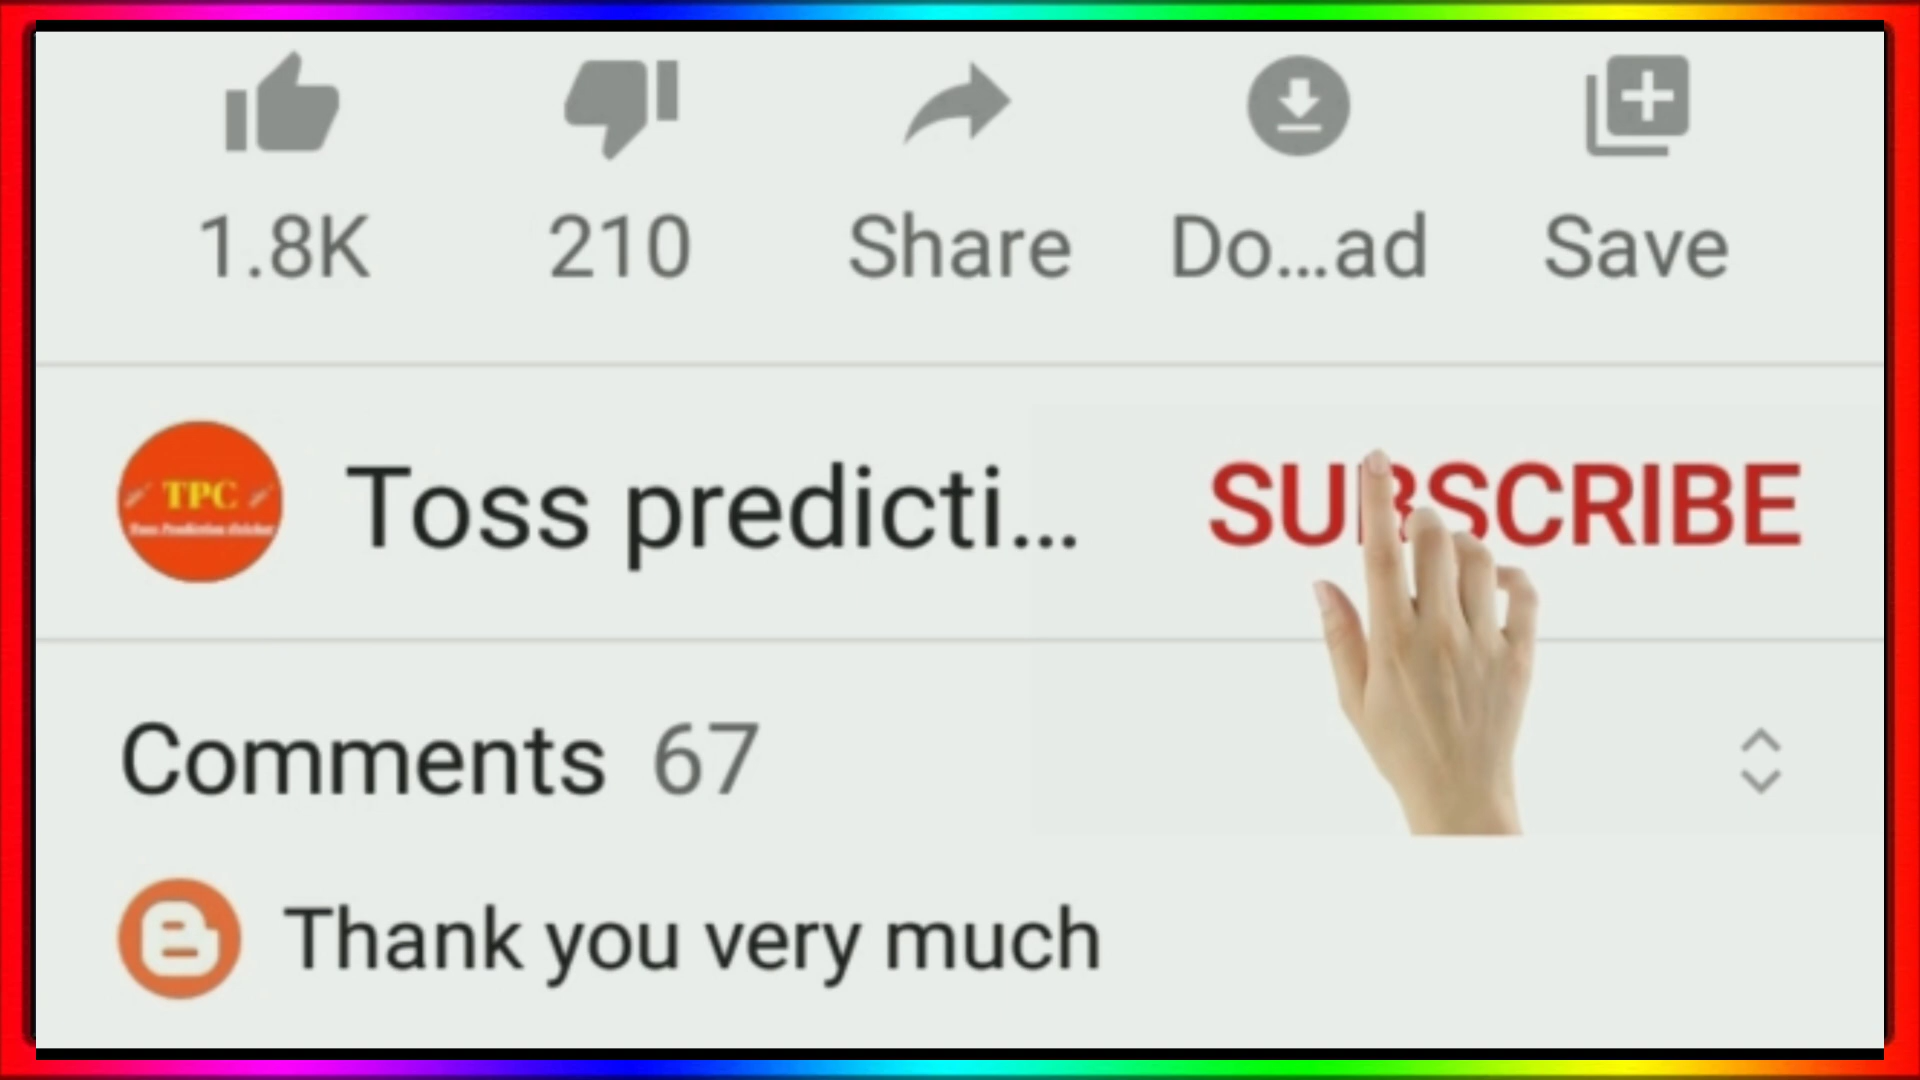 1.8K 210 Share Do...ad Save
TPC
Toss predicti... SUBSCRIBE
Comments 67
Thank you very much